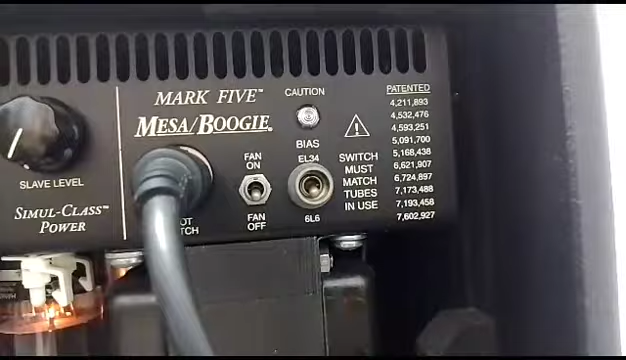 MARK FIVE™
MESA/BOOGIE®
CAUTION
BIAS
EL34
6L6
SWITCH
MUST
MATCH
TUBES
IN USE
FAN
ON
FAN
OFF
SLAVE LEVEL
SIMUL-CLASS™
POWER
PATENTED
4,211,893
4,532,476
4,593,251
5,091,700
5,168,438
6,621,907
6,724,897
7,173,488
7,193,458
7,602,927